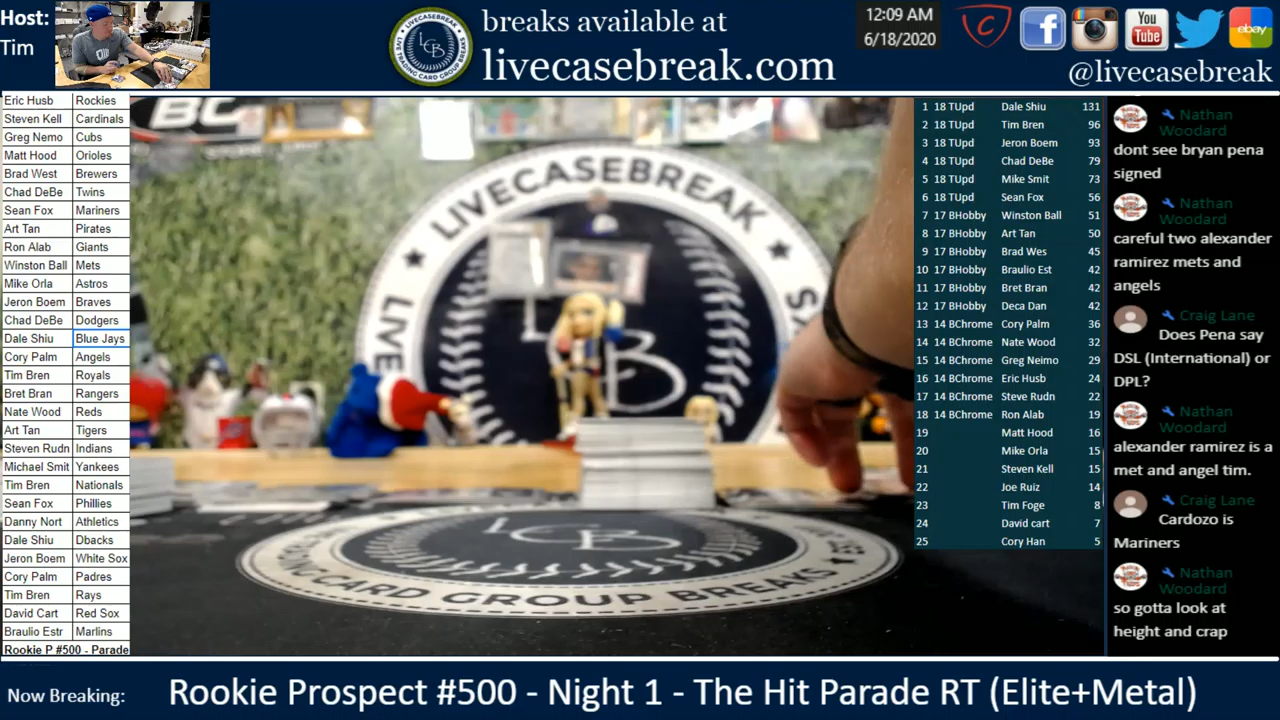 Host:
Tim
LIVECASEBREAK
LCB
LIVE TRADING CARD GROUP BREAKS
breaks available at
livecasebreak.com
12:09 AM
6/18/2020
You
Tube
ebay
@livecasebreak
Eric Husb Rockies
Steven Kell Cardinals
Greg Nemo Cubs
Matt Hood Orioles
Brad West Brewers
Chad DeBe Twins
Sean Fox Mariners
Art Tan Pirates
Ron Alab Giants
Winston Ball Mets
Mike Orla Astros
Jeron Boem Braves
Chad DeBe Dodgers
Dale Shiu Blue Jays
Cory Palm Angels
Tim Bren Royals
Bret Bran Rangers
Nate Wood Reds
Art Tan Tigers
Steven Rudn Indians
Michael Smit Yankees
Tim Bren Nationals
Sean Fox Phillies
Danny Nort Athletics
Dale Shiu Dbacks
Jeron Boem White Sox
Cory Palm Padres
Tim Bren Rays
David Cart Red Sox
Braulio Estr Marlins
Rookie P #500 - Parade
LIVECASEBREAK
LCB
LCB
CARD GROUP BREAKS
1 18 TUpd Dale Shiu 131
2 18 TUpd Tim Bren 96
3 18 TUpd Jeron Boem 93
4 18 TUpd Chad DeBe 79
5 18 TUpd Mike Smit 73
6 18 TUpd Sean Fox 56
7 17 BHobby Winston Ball 51
8 17 BHobby Art Tan 50
9 17 BHobby Brad Wes 45
10 17 BHobby Braulio Est 42
11 17 BHobby Bret Bran 42
12 17 BHobby Deca Dan 42
13 14 BChrome Cory Palm 36
14 14 BChrome Nate Wood 32
15 14 BChrome Greg Neimo 29
16 14 BChrome Eric Husb 24
17 14 BChrome Steve Rudn 22
18 14 BChrome Ron Alab 19
19 Matt Hood 16
20 Mike Orla 15
21 Steven Kell 15
22 Joe Ruiz 14
23 Tim Foge 8
24 David cart 7
25 Cory Han 5
Nathan
Woodard
dont see bryan pena
signed
Nathan
Woodard
careful two alexander
ramirez mets and
angels
Craig Lane
Does Pena say
DSL (International) or
DPL?
Nathan
Woodard
alexander ramirez is a
met and angel tim.
Craig Lane
Cardozo is
Mariners
Nathan
Woodard
so gotta look at
height and crap
Now Breaking:
Rookie Prospect #500 - Night 1 - The Hit Parade RT (Elite+Metal)